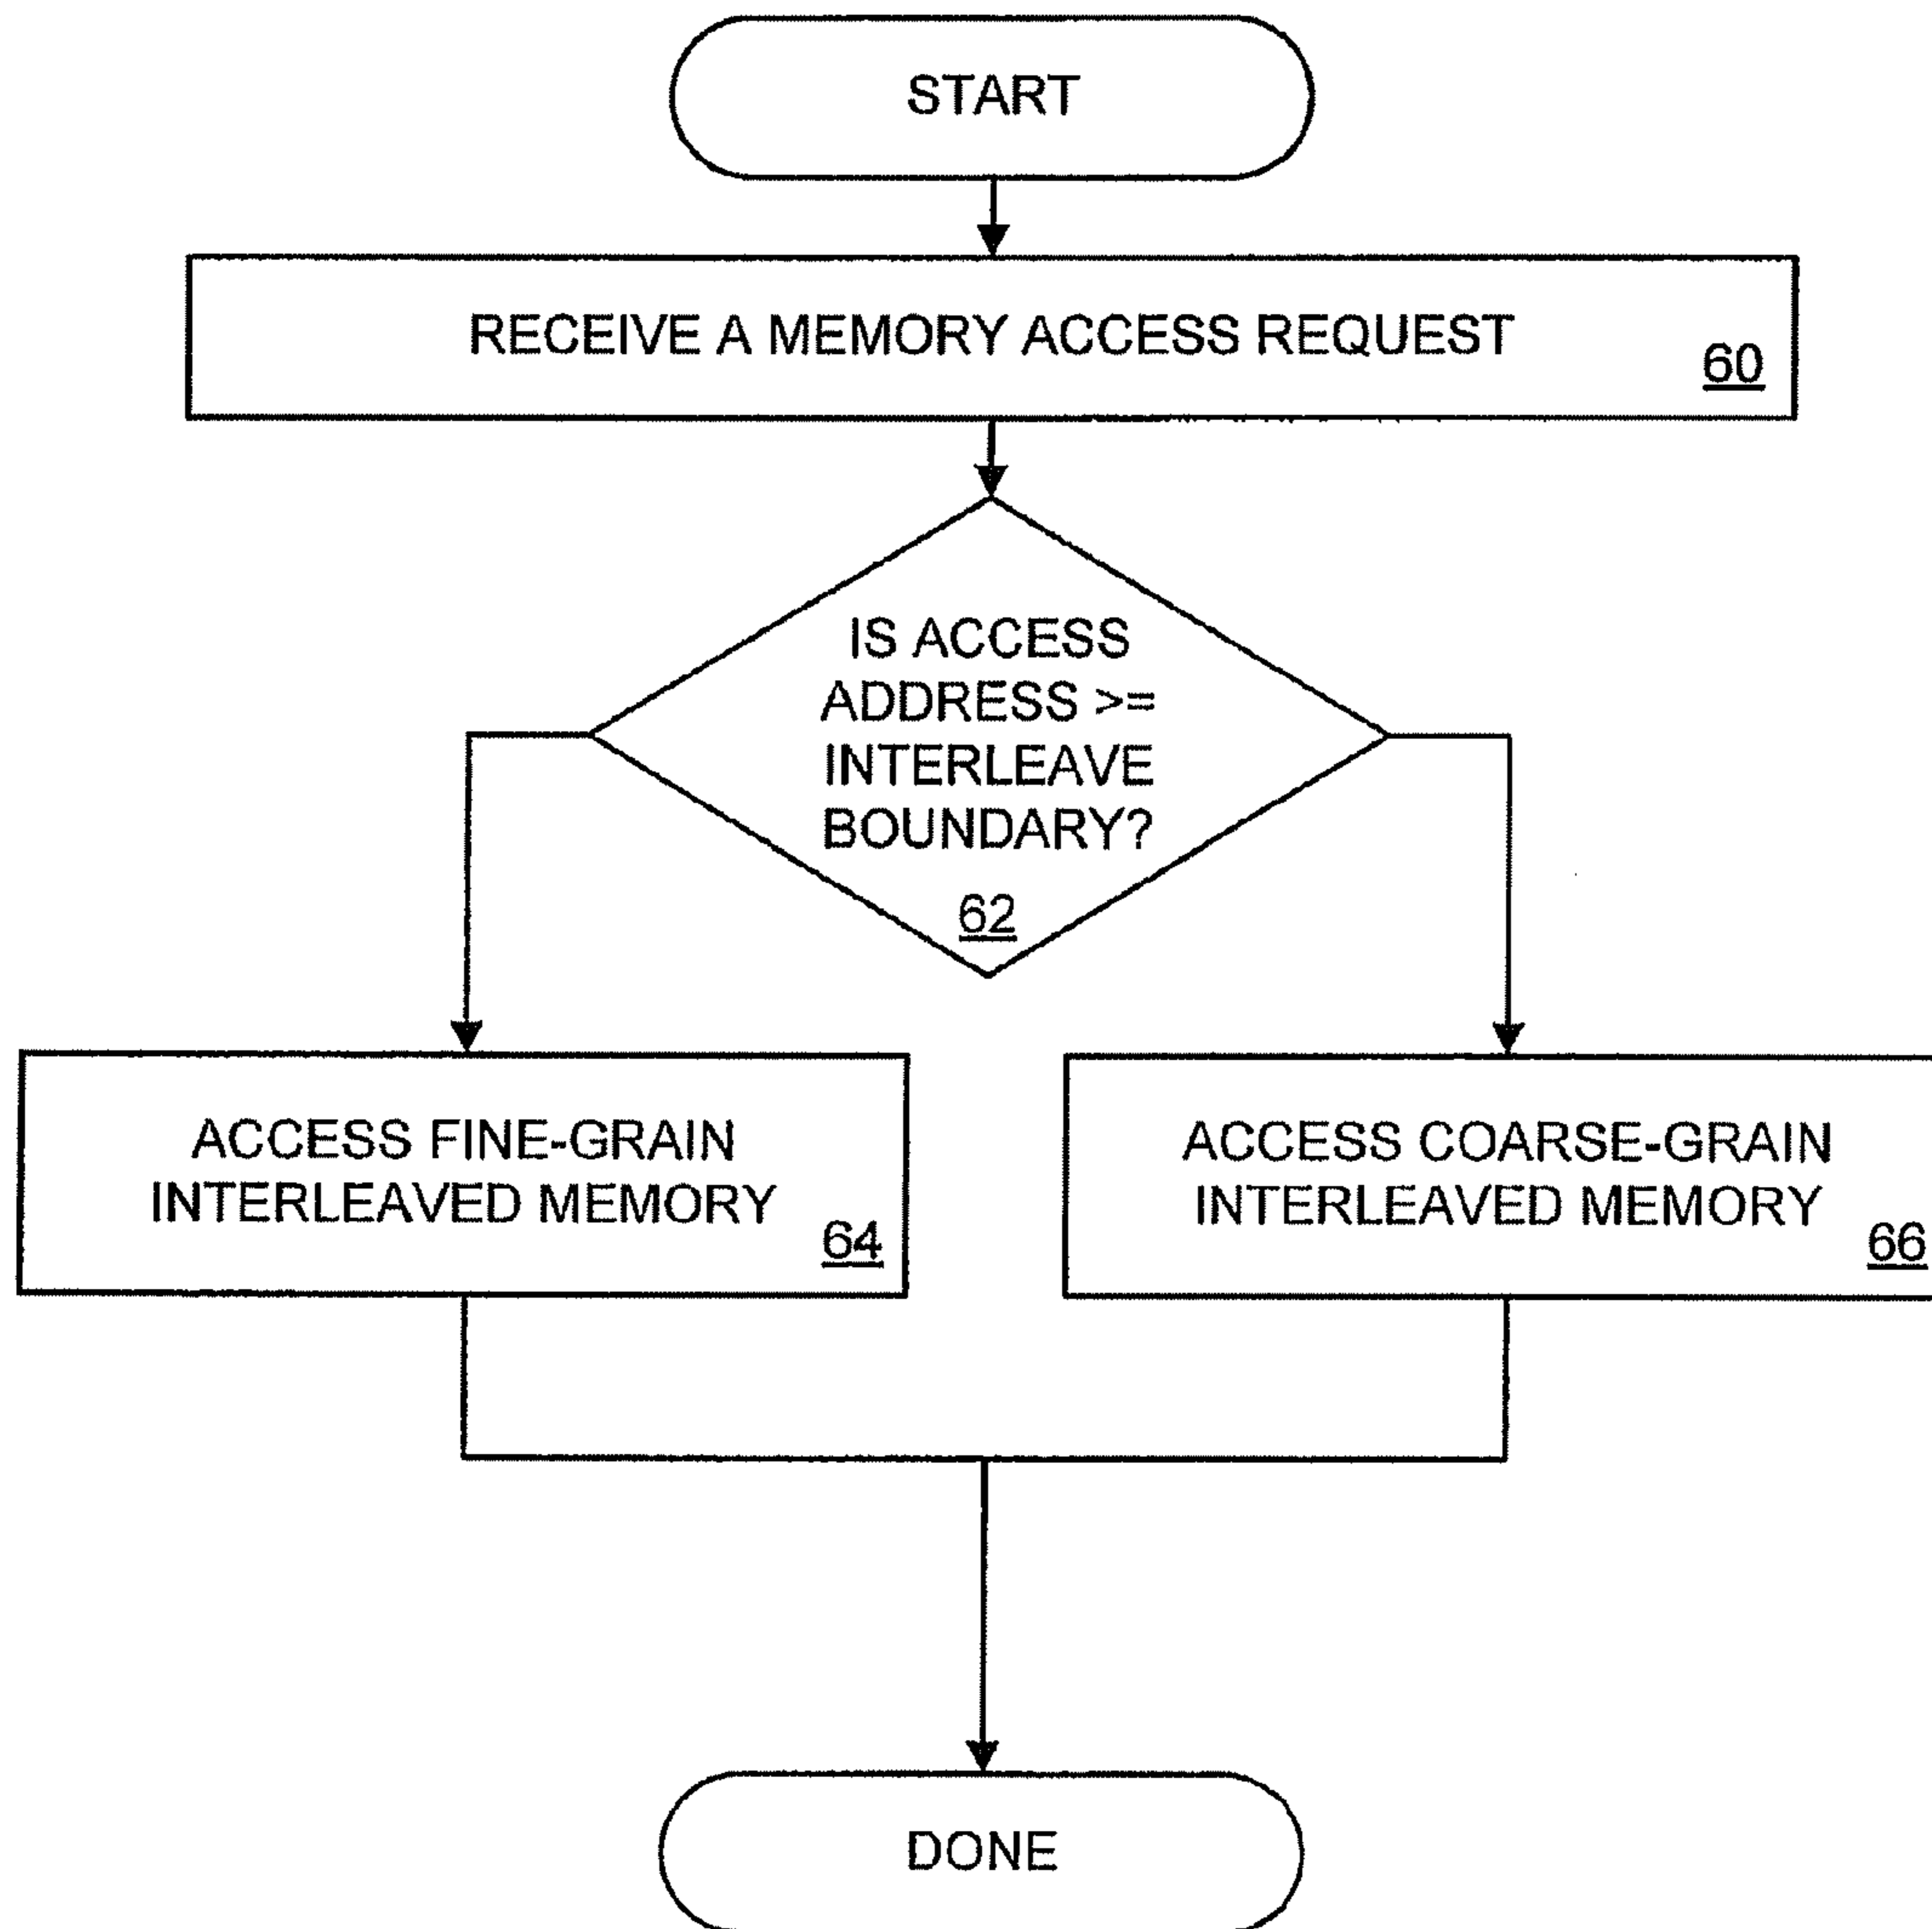 START
RECEIVE A MEMORY ACCESS REQUEST
60
IS ACCESS
ADDRESS >=
INTERLEAVE
BOUNDARY?
62
ACCESS FINE-GRAIN
INTERLEAVED MEMORY
64
ACCESS COARSE-GRAIN
INTERLEAVED MEMORY
66
DONE